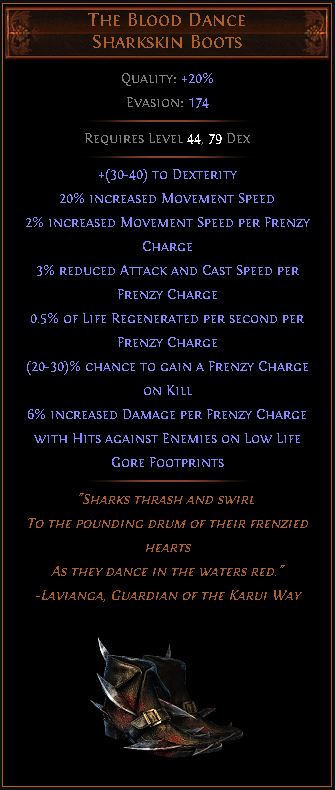 The Blood Dance
Sharkskin Boots
Quality: +20%
Evasion: 174
Requires Level 44, 79 Dex
+(30-40) to Dexterity
20% increased Movement Speed
2% increased Movement Speed per Frenzy
Charge
3% reduced Attack and Cast Speed per
Frenzy Charge
0.5% of Life Regenerated per second per
Frenzy Charge
(20-30)% chance to gain a Frenzy Charge
on Kill
6% increased Damage per Frenzy Charge
with Hits against Enemies on Low Life
Gore Footprints
"Sharks thrash and swirl
To the pounding drum of their frenzied
hearts
As they dance in the waters red."
-Lavianga, Guardian of the Karui Way